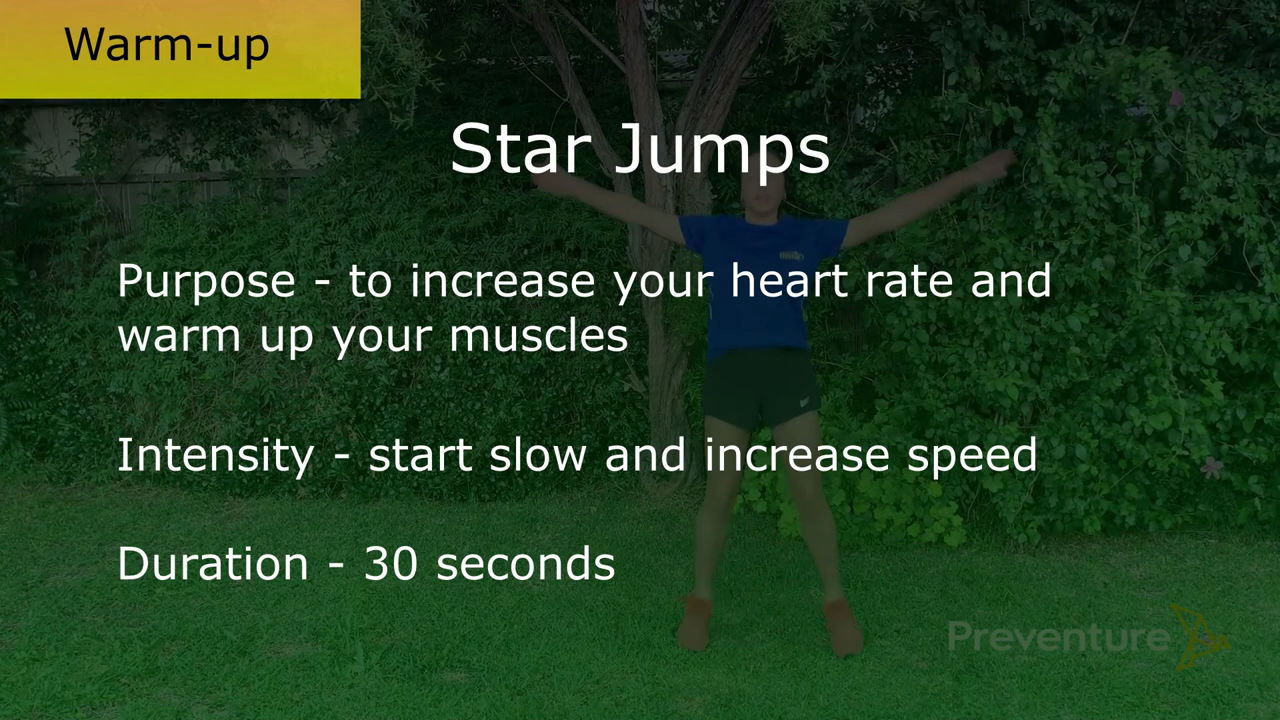 Warm-up
Star Jumps
Purpose - to increase your heart rate and
warm up your muscles
Intensity - start slow and increase speed
Duration - 30 seconds
Preventure